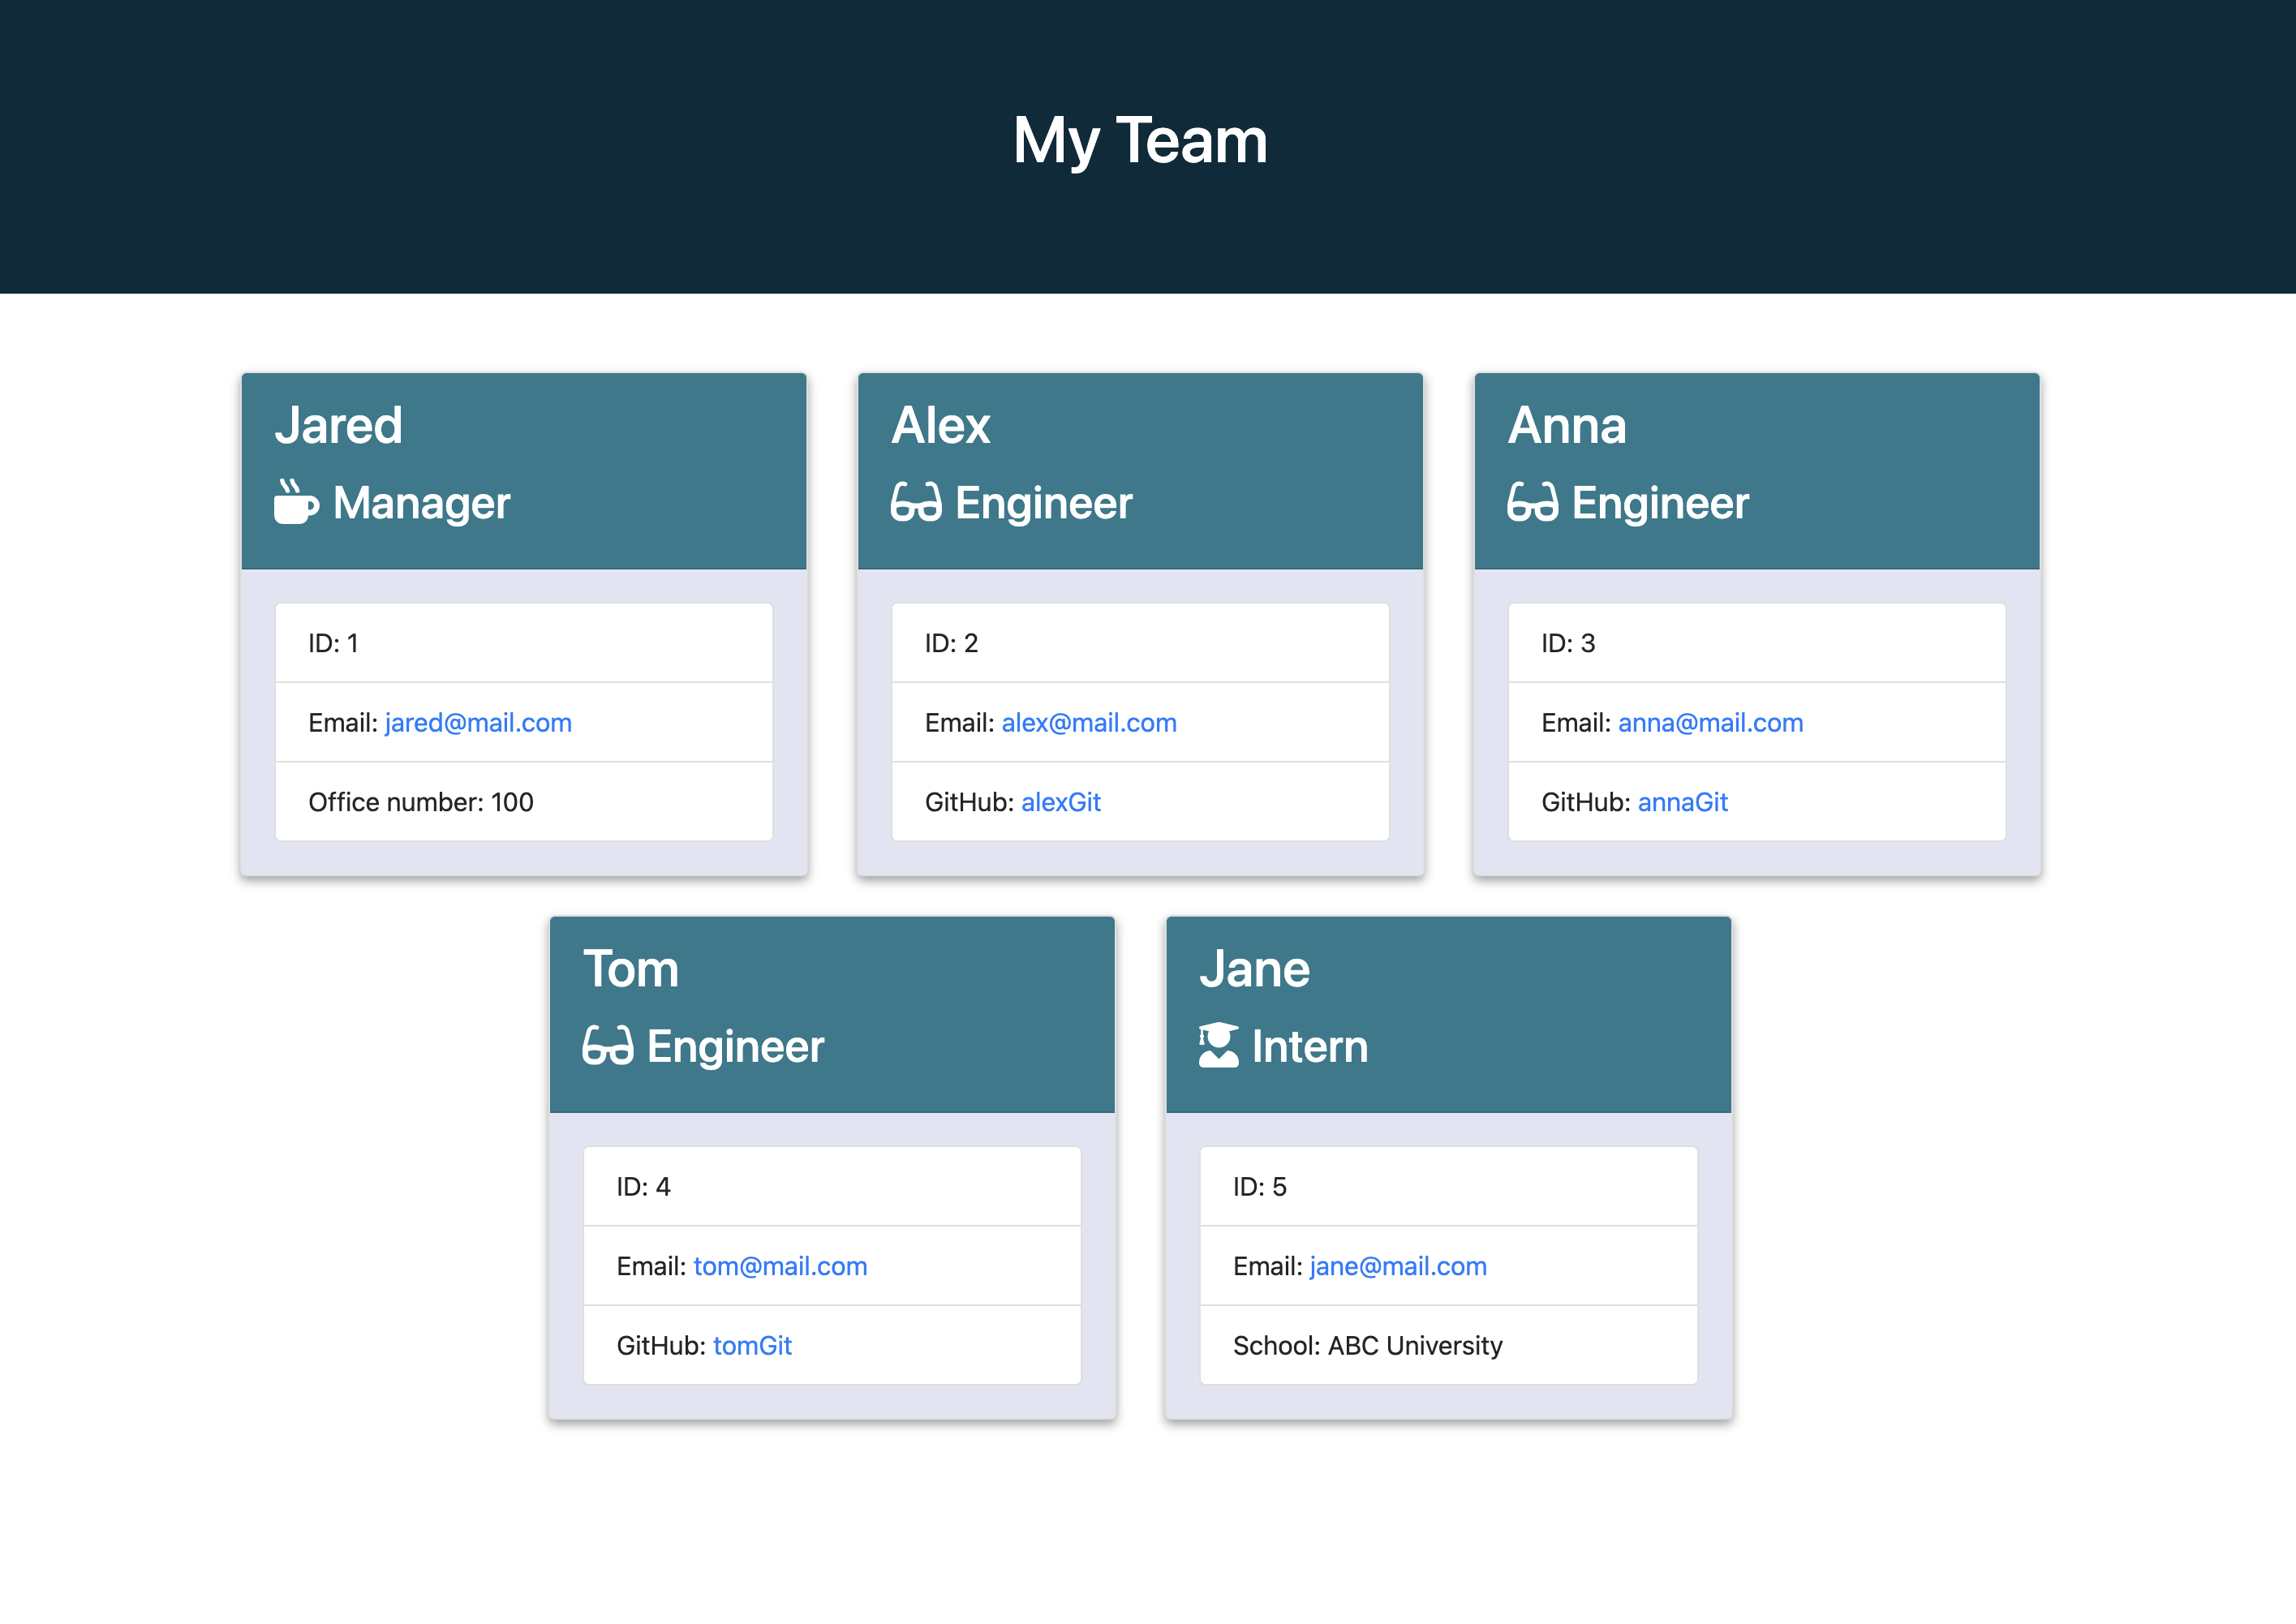 My Team
Jared
Manager
ID: 1
Email: jared@mail.com
Office number: 100
Alex
Engineer
ID: 2
Email: alex@mail.com
GitHub: alexGit
Anna
Engineer
ID: 3
Email: anna@mail.com
GitHub: annaGit
Tom
Engineer
ID: 4
Email: tom@mail.com
GitHub: tomGit
Jane
Intern
ID: 5
Email: jane@mail.com
School: ABC University